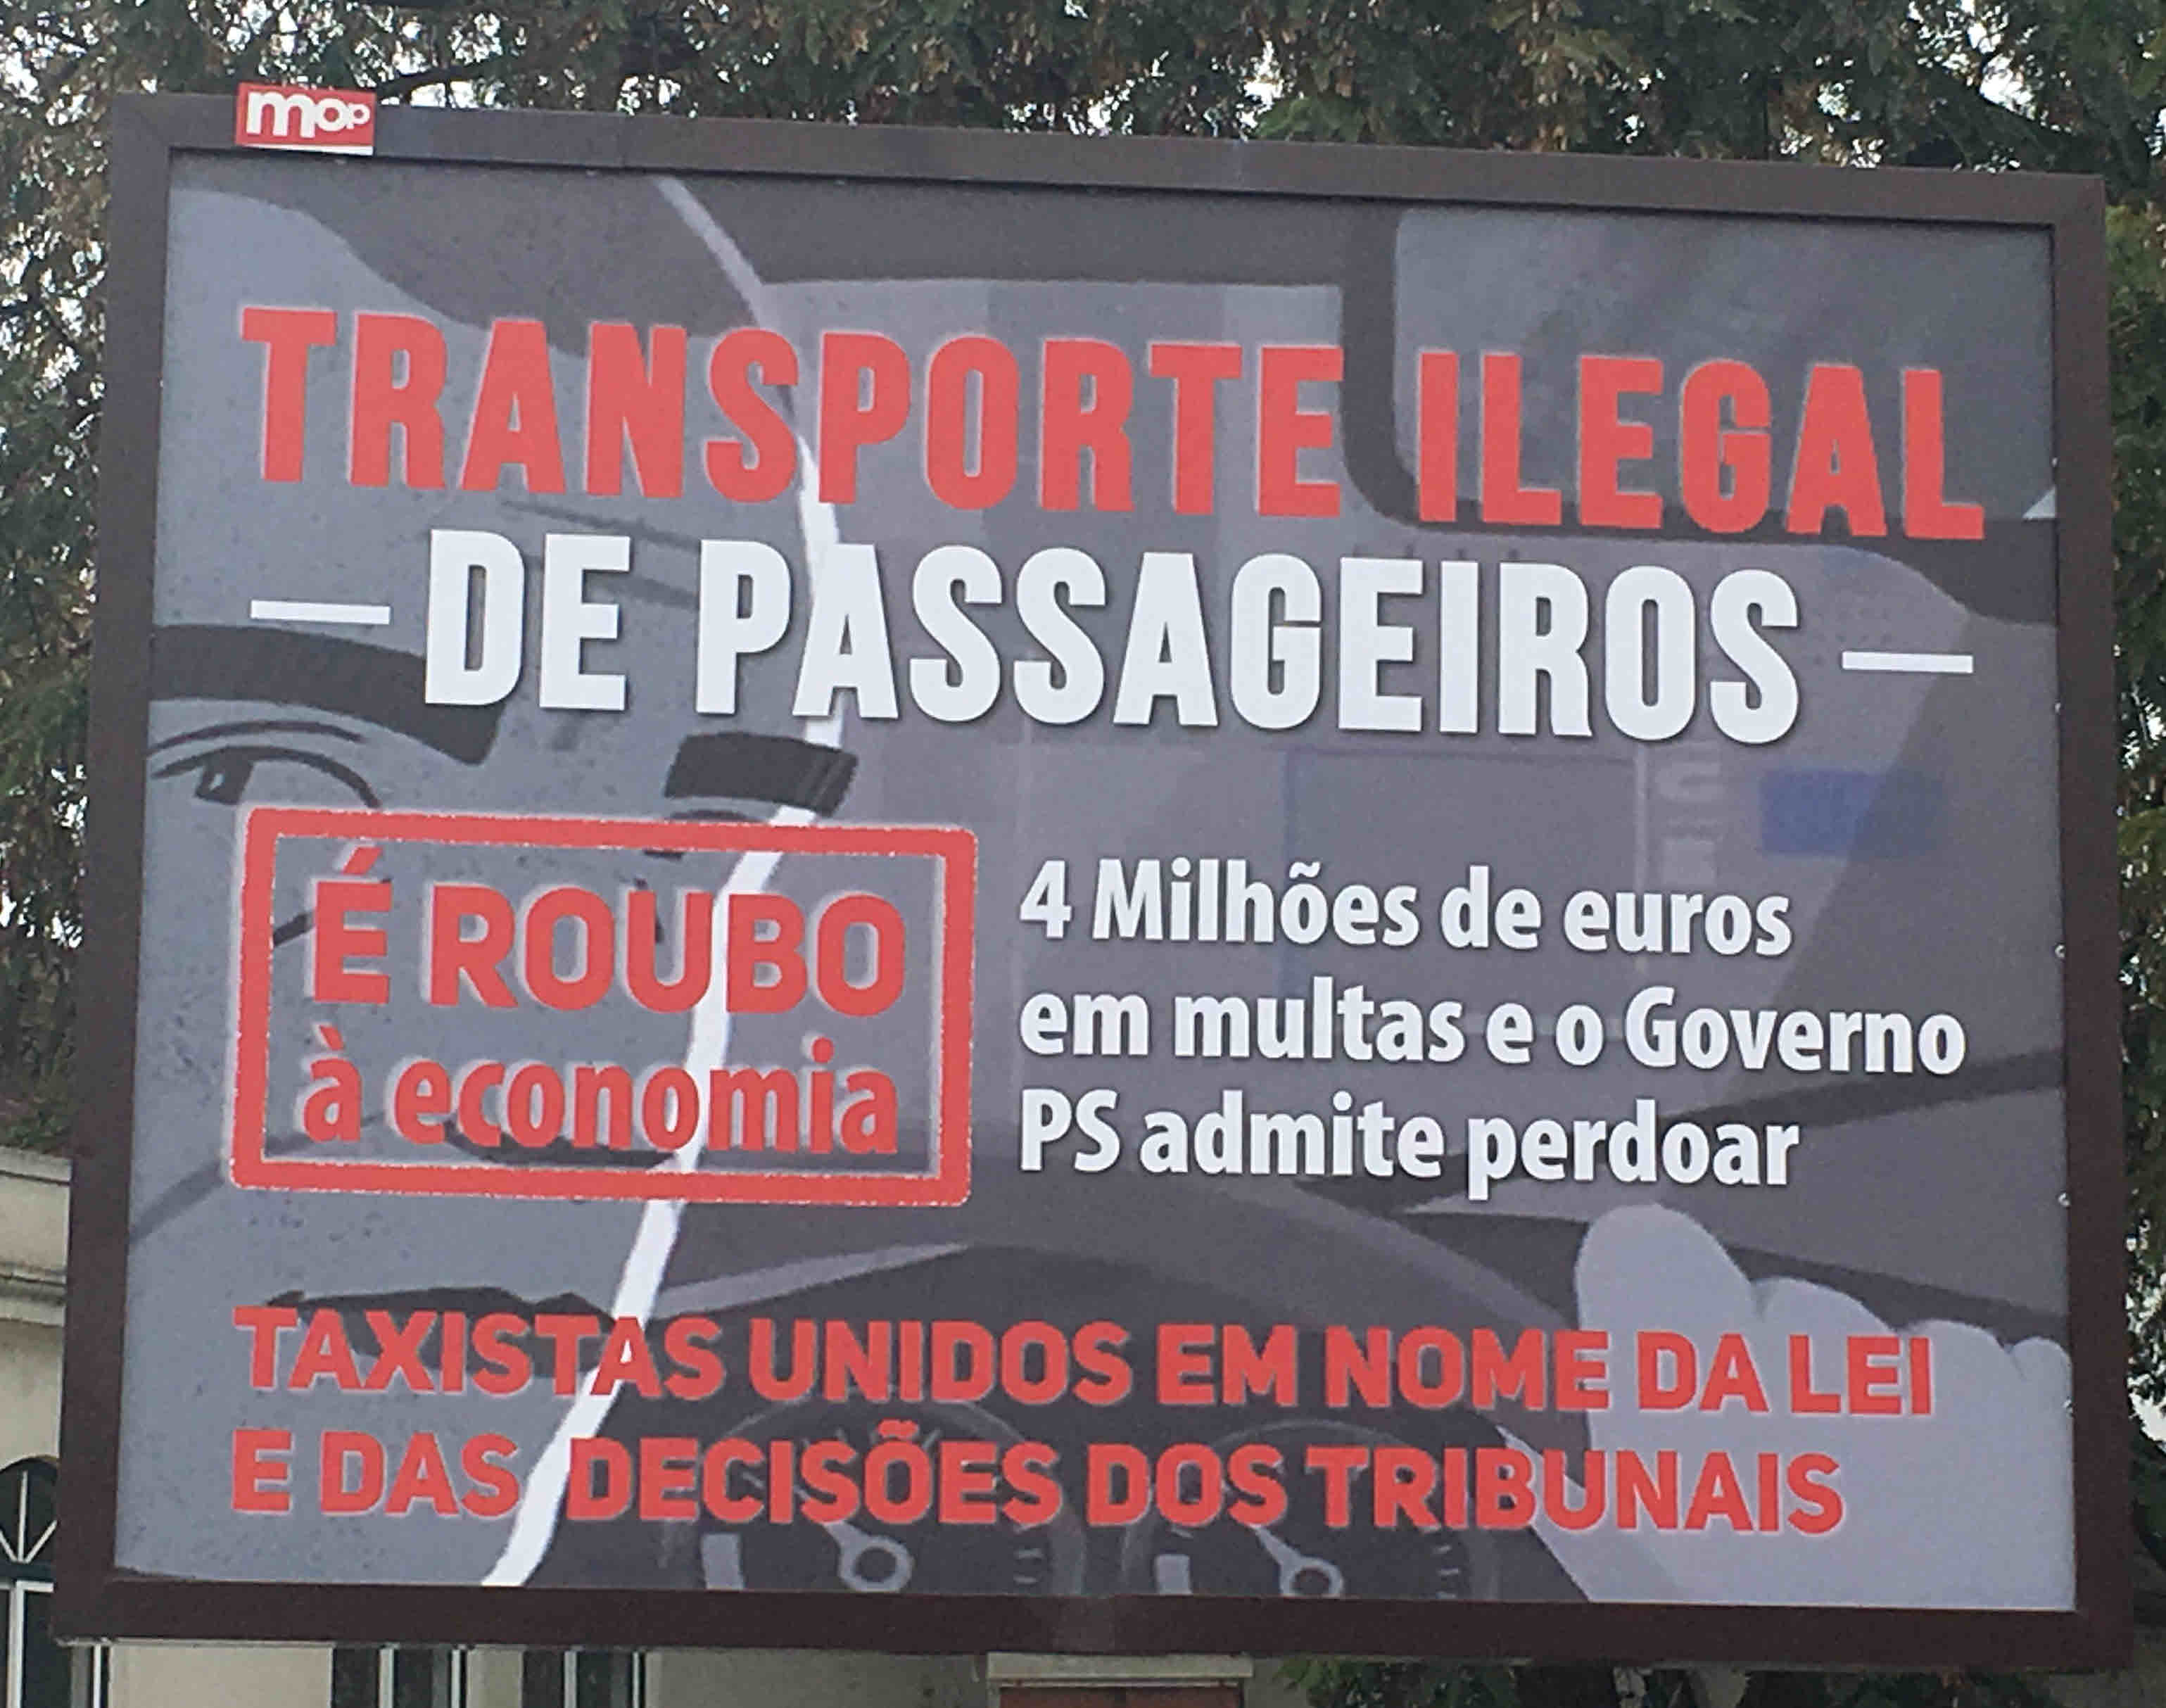 mop
TRANSPORTE ILEGAL
— DE PASSAGEIROS —
É ROUBO
à economia
4 Milhões de euros
em multas e o Governo
PS admite perdoar
TAXISTAS UNIDOS EM NOME DA LEI
E DAS DECISÕES DOS TRIBUNAIS